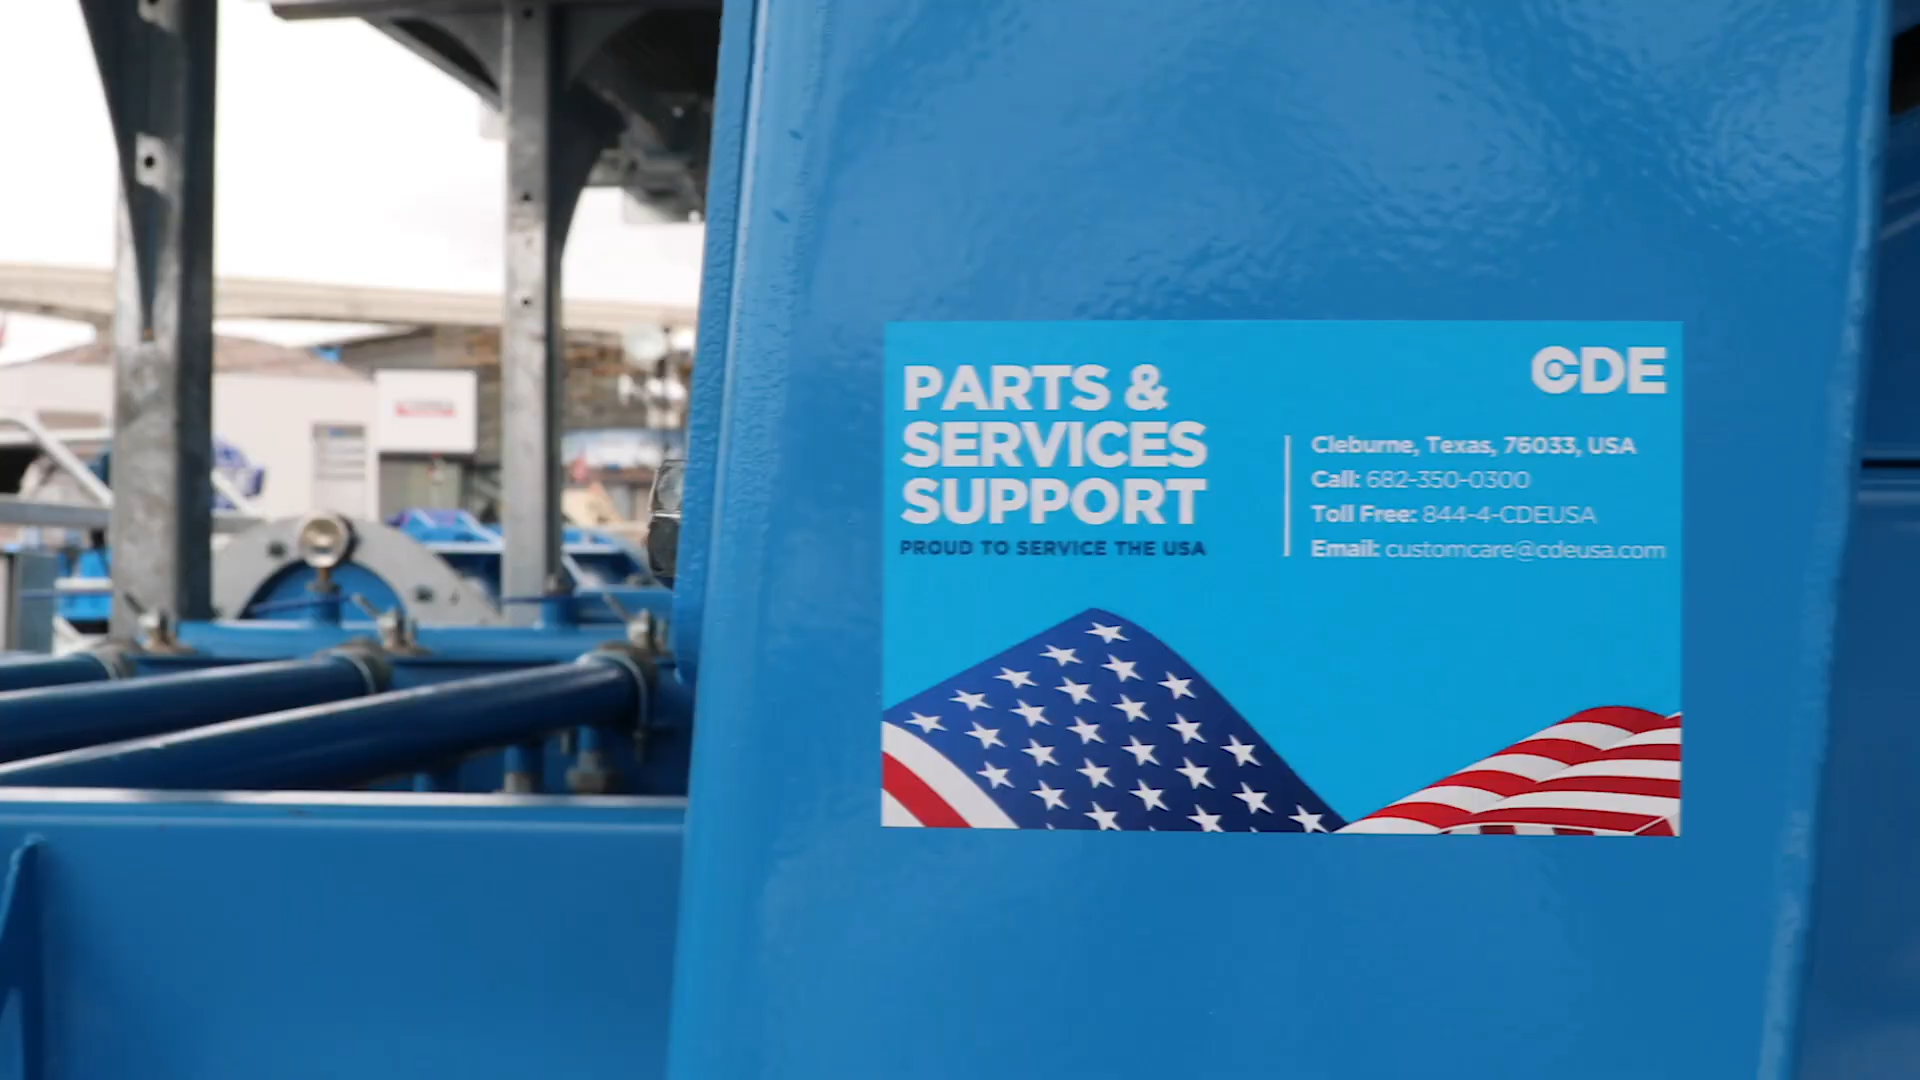 PARTS &
SERVICES
SUPPORT
PROUD TO SERVICE THE USA
CDE
Cleburne, Texas, 76033, USA
Call: 682-350-0300
Toll Free: 844-4-CDEUSA
Email: customcare@cdeusa.com